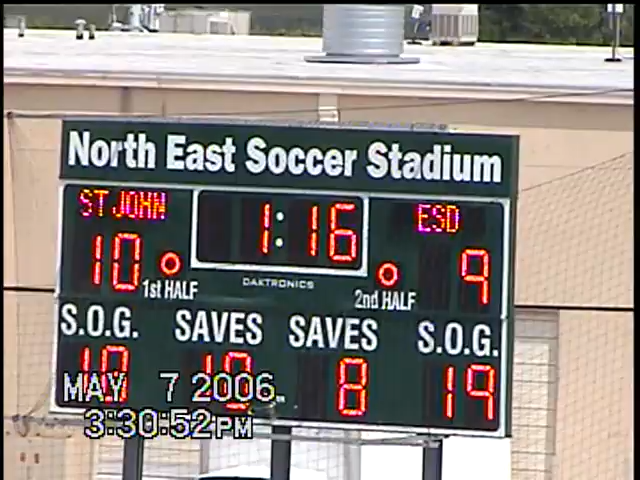 North East Soccer Stadium
ST JOHN 1:16 ESD
10 9
DAKTRONICS
1st HALF 2nd HALF
S.O.G. SAVES SAVES S.O.G.
10 10 8 19
MAY 7 2006
3:30:52PM